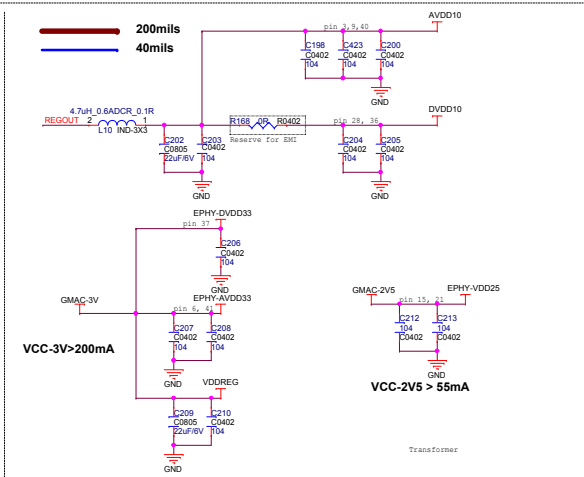 200mils
40mils
AVDD10
pin 3,9,40
C198
C0402
104
C423
C0402
104
C200
C0402
104
GND
4.7uH_0.6ADCR_0.1R
REGOUT 2 1
L10 IND-3X3
R168 0R R0402
Reserve for EMI
pin 28, 36
DVDD10
C202
C0805
22uF/6V
C203
C0402
104
C204
C0402
104
C205
C0402
104
GND
GND
EPHY-DVDD33
pin 37
C206
C0402
104
GND
GMAC-3V
EPHY-AVDD33
pin 6, 41
C207
C0402
104
C208
C0402
104
VCC-3V>200mA
GND
GMAC-2V5
EPHY-VDD25
pin 15, 21
C212
104
C0402
C213
104
C0402
GND
VCC-2V5 > 55mA
VDDREG
C209
C0805
22uF/6V
C210
C0402
104
GND
Transformer